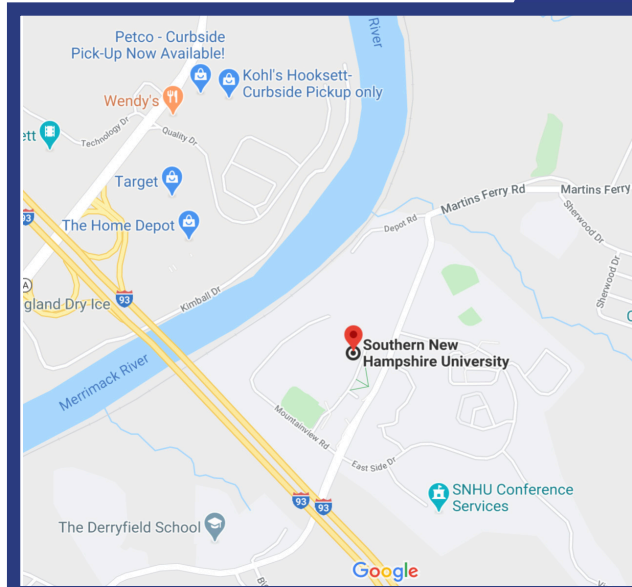 Petco - Curbside
Pick-Up Now Available!
River
Kohl's Hooksett-
Curbside Pickup only
Wendy's
ett
Technology Dr
Quality Dr
Target
The Home Depot
93
Martins Ferry Rd
Martins Ferry
Depot Rd
Sherwood Dr
Sherwood Dr
A
gland Dry Ice
93
Kimball Dr
Merrimack River
Southern New
Hampshire University
Mountainview Rd
East Side Dr
SNHU Conference
Services
93
93
The Derryfield School
Google